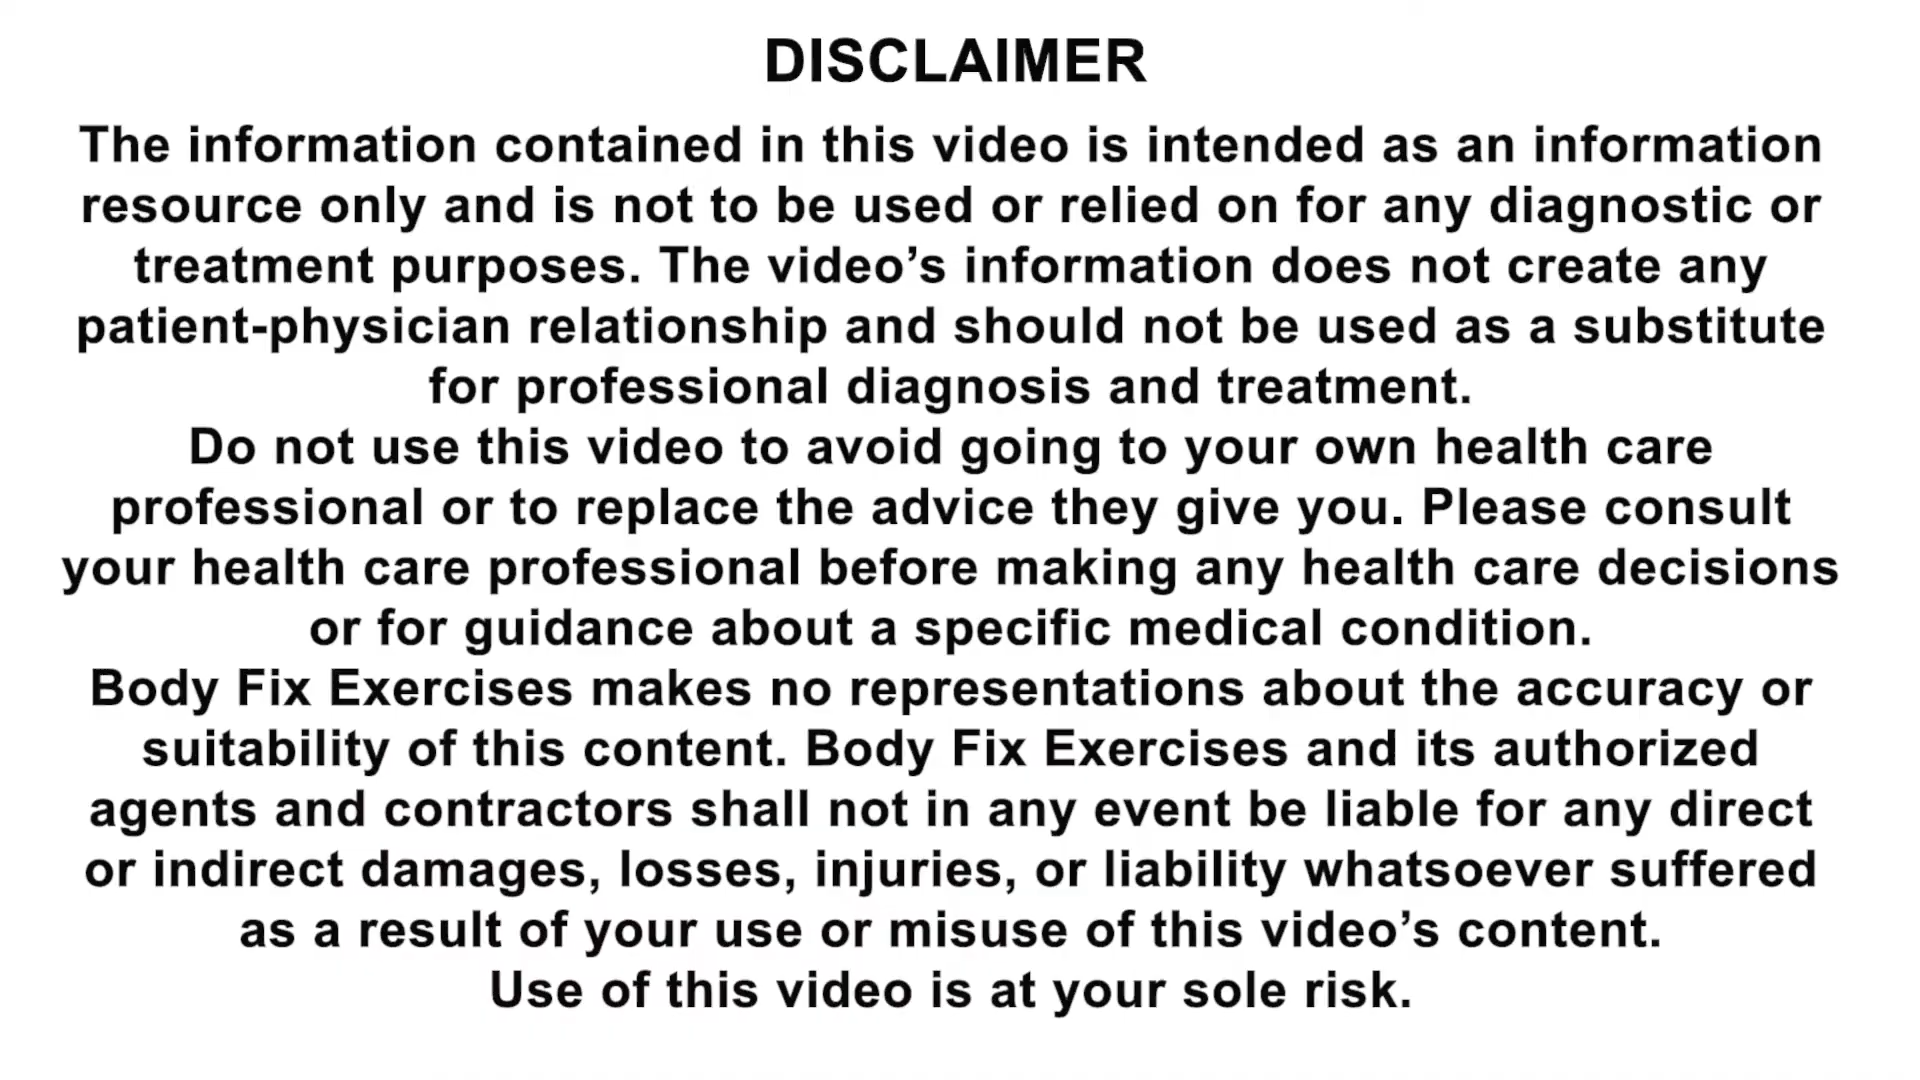 DISCLAIMER
The information contained in this video is intended as an information
resource only and is not to be used or relied on for any diagnostic or
treatment purposes. The video’s information does not create any
patient-physician relationship and should not be used as a substitute
for professional diagnosis and treatment.
Do not use this video to avoid going to your own health care
professional or to replace the advice they give you. Please consult
your health care professional before making any health care decisions
or for guidance about a specific medical condition.
Body Fix Exercises makes no representations about the accuracy or
suitability of this content. Body Fix Exercises and its authorized
agents and contractors shall not in any event be liable for any direct
or indirect damages, losses, injuries, or liability whatsoever suffered
as a result of your use or misuse of this video’s content.
Use of this video is at your sole risk.